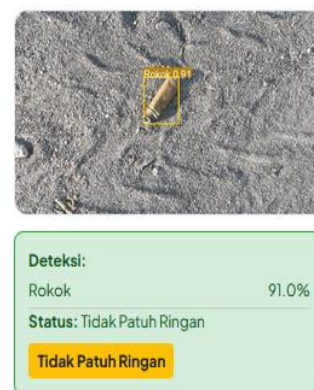 Rokok 0.91
Deteksi:
Rokok 91.0%
Status: Tidak Patuh Ringan
Tidak Patuh Ringan